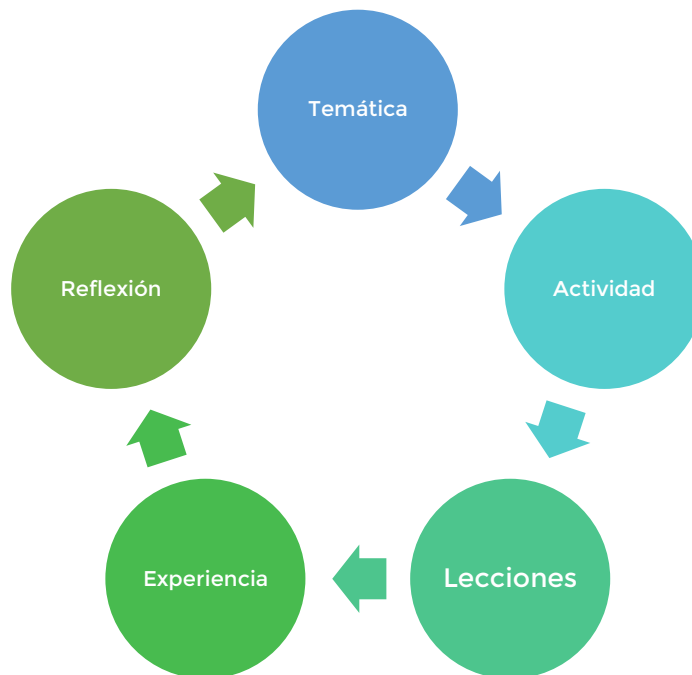 Temática
Actividad
Lecciones
Experiencia
Reflexión